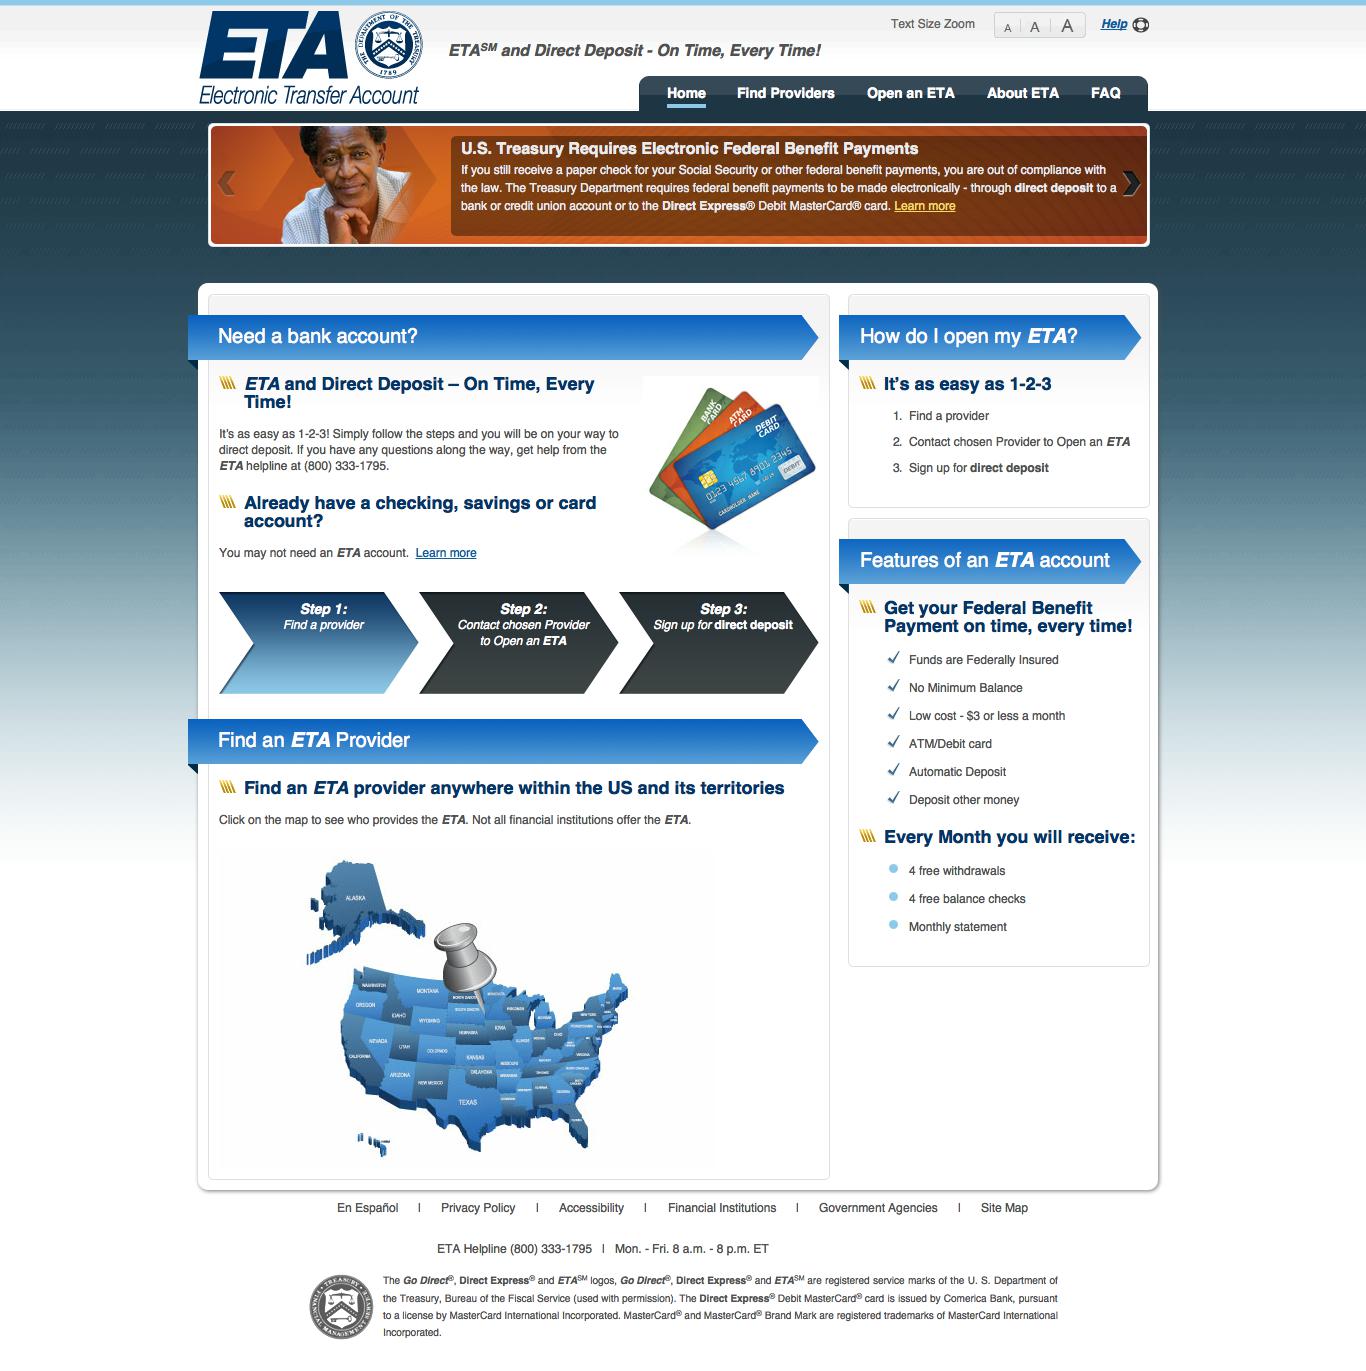 ETA
Electronic Transfer Account
THE DEPARTMENT OF THE TREASURY
1789
ETA℠ and Direct Deposit - On Time, Every Time!
Text Size Zoom
A A A
Help
Home Find Providers Open an ETA About ETA FAQ
U.S. Treasury Requires Electronic Federal Benefit Payments
If you still receive a paper check for your Social Security or other federal benefit payments, you are out of compliance with
the law. The Treasury Department requires federal benefit payments to be made electronically - through direct deposit to a
bank or credit union account or to the Direct Express® Debit MasterCard® card. Learn more
Need a bank account?
ETA and Direct Deposit – On Time, Every
Time!
It's as easy as 1-2-3! Simply follow the steps and you will be on your way to
direct deposit. If you have any questions along the way, get help from the
ETA helpline at (800) 333-1795.
Already have a checking, savings or card
account?
You may not need an ETA account. Learn more
BANK
CARD
ATM
CARD
DEBIT
CARD
0123 4567 8901 2345
CARDHOLDER NAME
DEBIT
Step 1:
Find a provider
Step 2:
Contact chosen Provider
to Open an ETA
Step 3:
Sign up for direct deposit
Find an ETA Provider
Find an ETA provider anywhere within the US and its territories
Click on the map to see who provides the ETA. Not all financial institutions offer the ETA.
ALASKA
WASHINGTON
MONTANA
NORTH DAKOTA
OREGON
IDAHO
WYOMING
SOUTH DAKOTA
WISCONSIN
NEBRASKA
IOWA
NEVADA
UTAH
COLORADO
KANSAS
ILLINOIS
CALIFORNIA
ARIZONA
NEW MEXICO
OKLAHOMA
TEXAS
How do I open my ETA?
It's as easy as 1-2-3
1. Find a provider
2. Contact chosen Provider to Open an ETA
3. Sign up for direct deposit
Features of an ETA account
Get your Federal Benefit
Payment on time, every time!
Funds are Federally Insured
No Minimum Balance
Low cost - $3 or less a month
ATM/Debit card
Automatic Deposit
Deposit other money
Every Month you will receive:
4 free withdrawals
4 free balance checks
Monthly statement
En Español | Privacy Policy | Accessibility | Financial Institutions | Government Agencies | Site Map
ETA Helpline (800) 333-1795 | Mon. - Fri. 8 a.m. - 8 p.m. ET
The Go Direct®, Direct Express® and ETA℠ logos, Go Direct®, Direct Express® and ETA℠ are registered service marks of the U. S. Department of
the Treasury, Bureau of the Fiscal Service (used with permission). The Direct Express® Debit MasterCard® card is issued by Comerica Bank, pursuant
to a license by MasterCard International Incorporated. MasterCard® and MasterCard® Brand Mark are registered trademarks of MasterCard International
Incorporated.